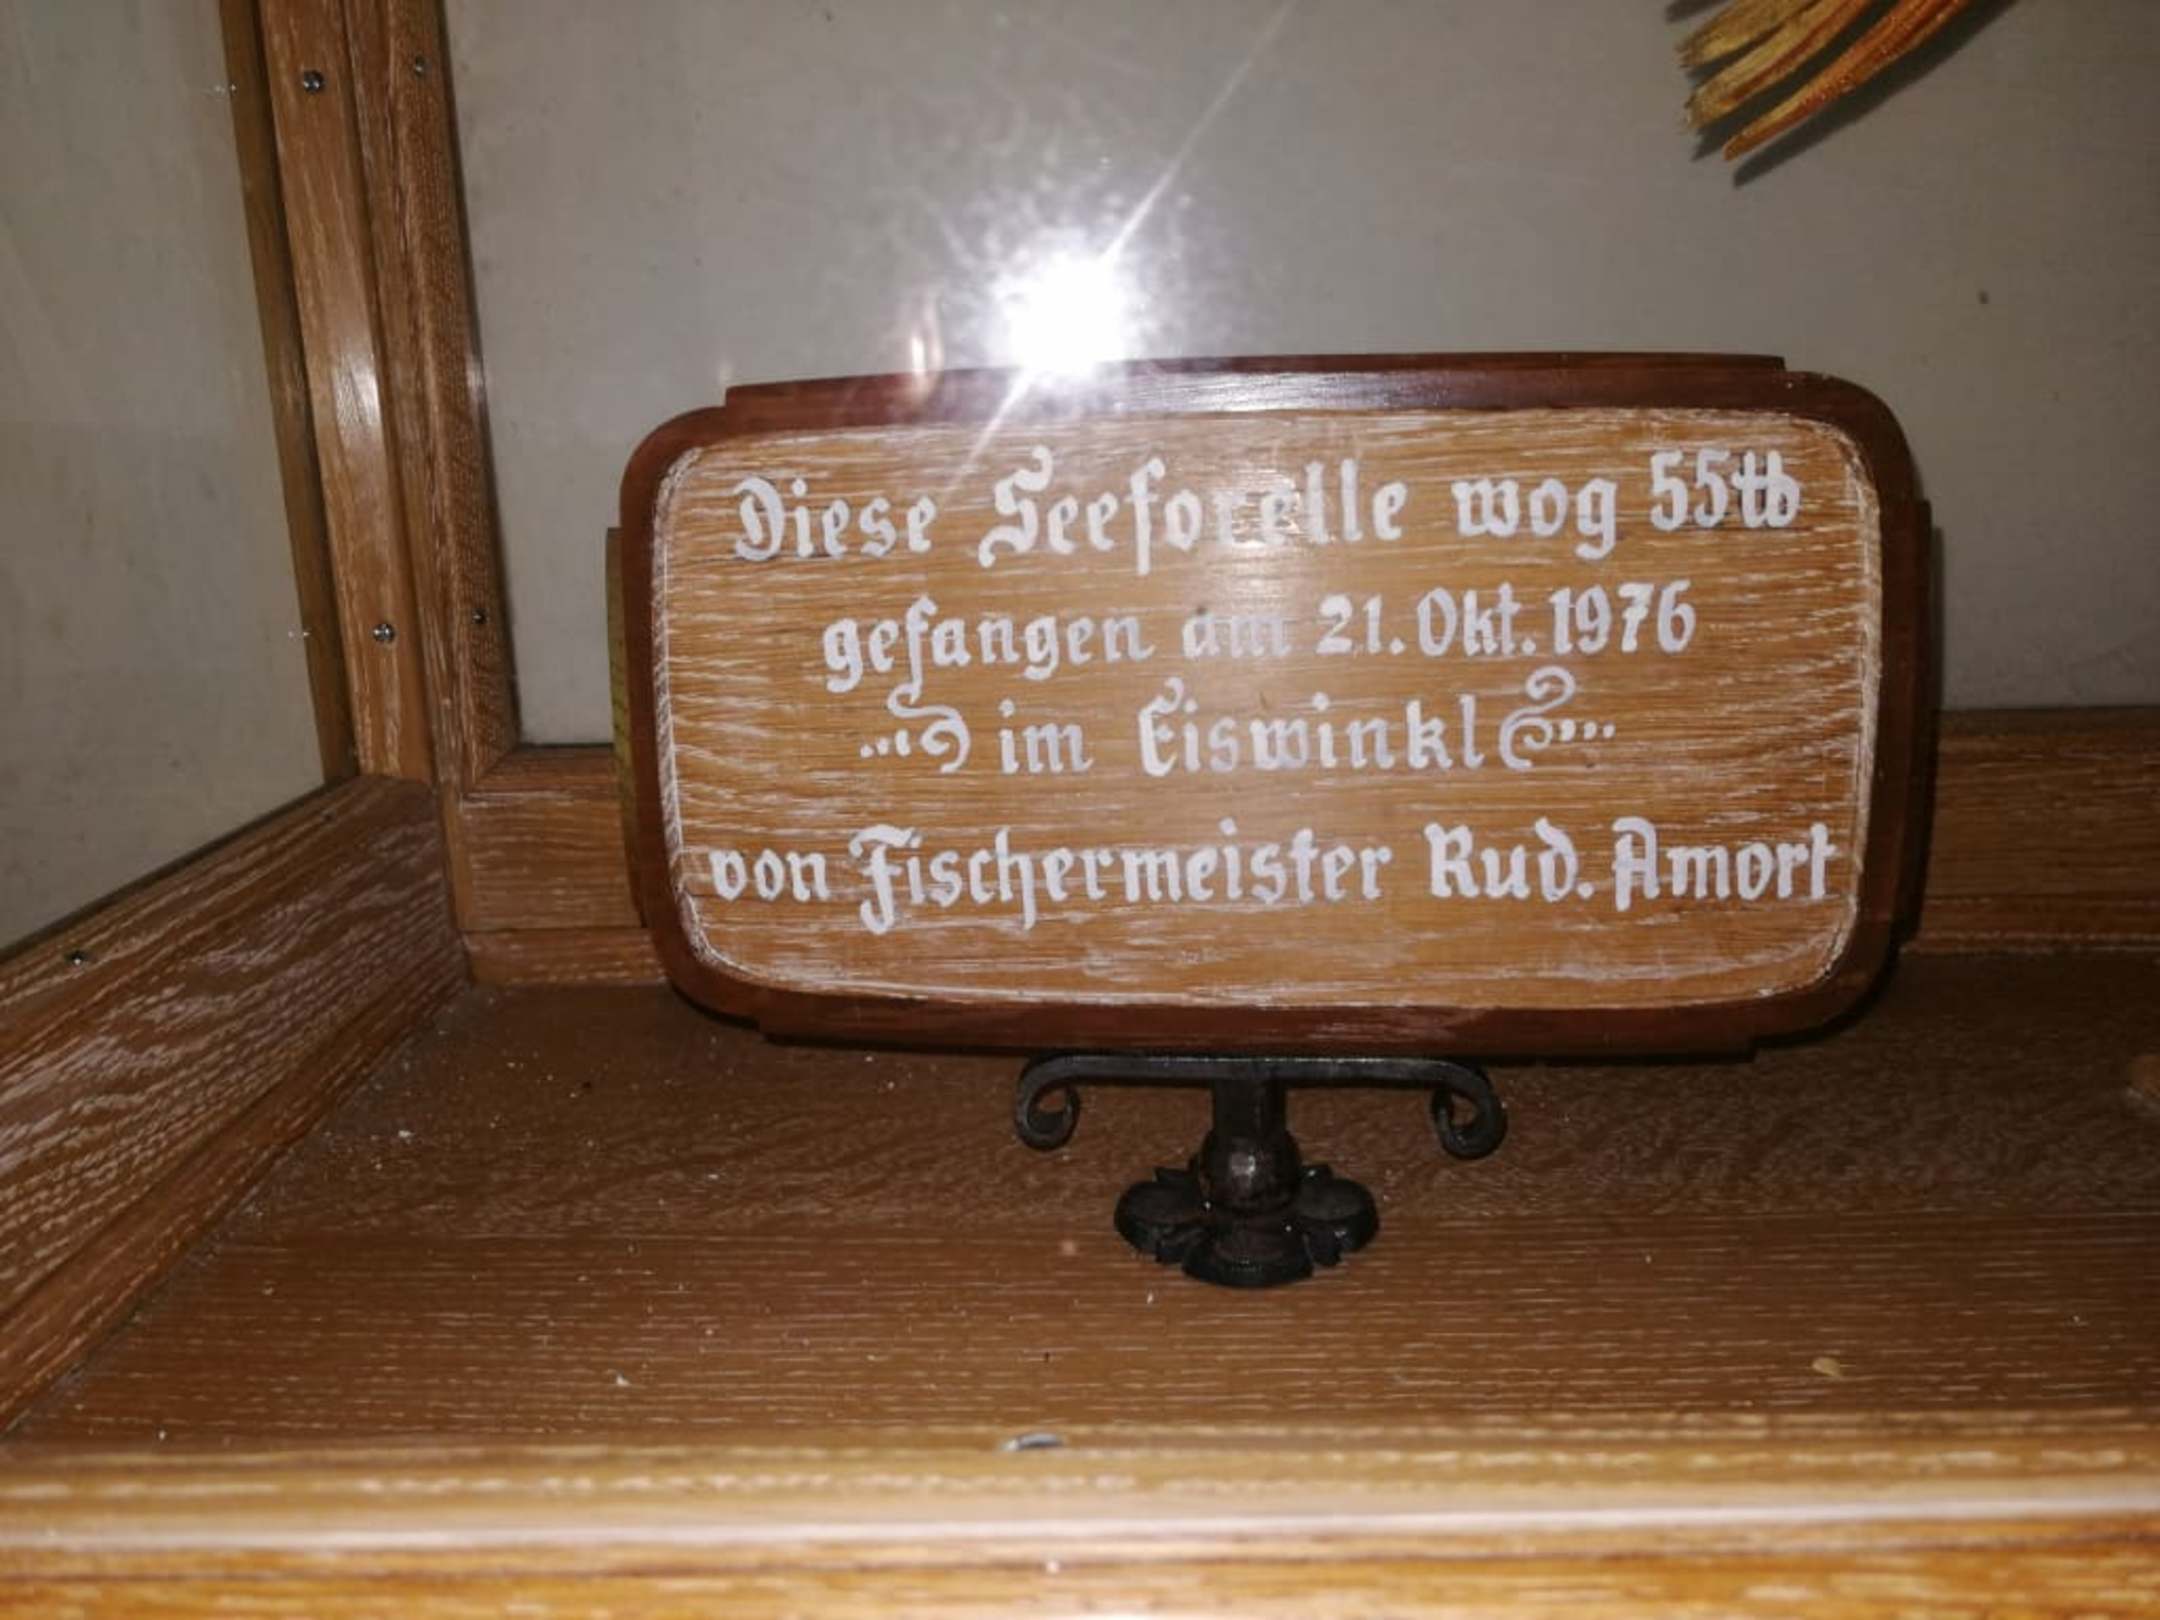 Diese Seeforelle wog 55 ℔
gefangen am 21. Okt. 1976
im Eiswinkl
von Fischermeister Rud. Amort